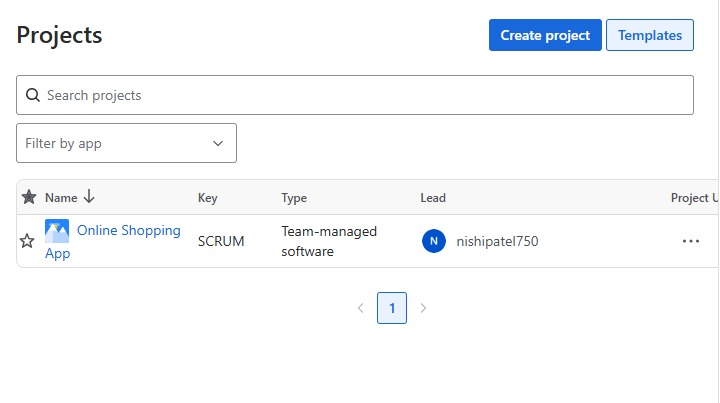 Projects
Create project
Templates
Search projects
Filter by app
Name
Key
Type
Lead
Project U
Online Shopping
App
SCRUM
Team-managed
software
N
nishipatel750
1